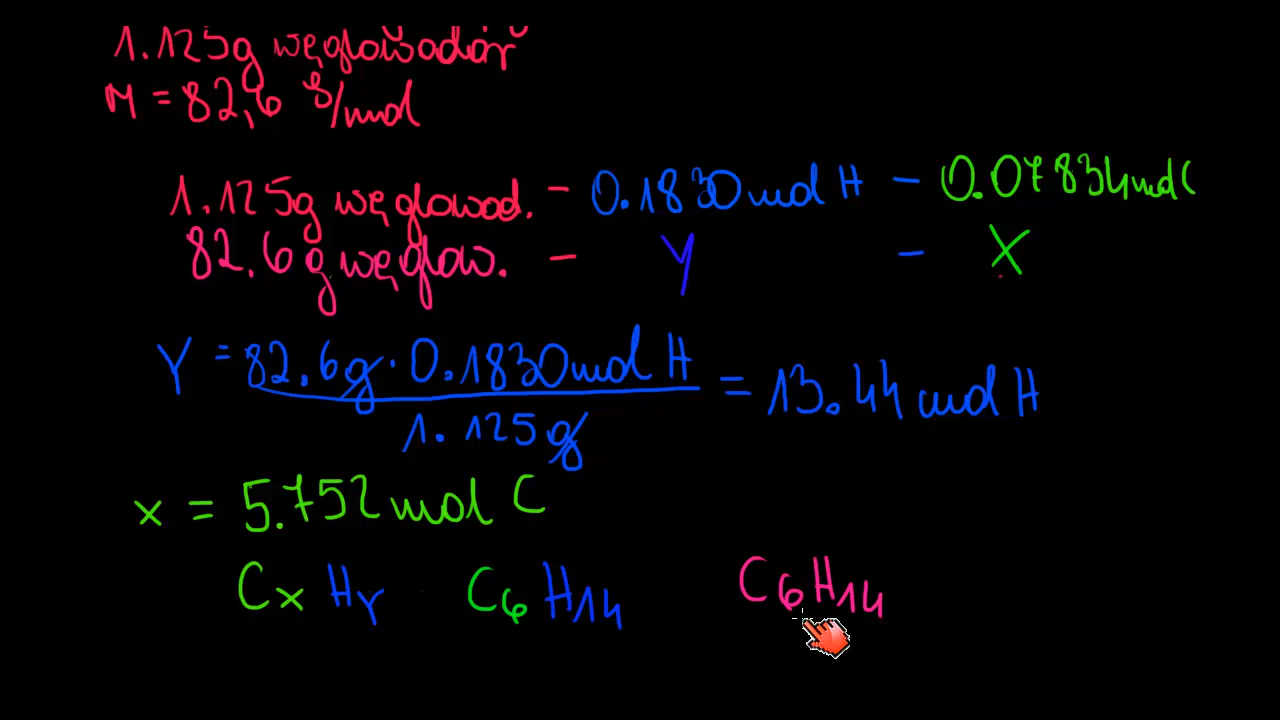 1.125g węglowodór
M = 82,6 g/mol
1.125g węglowod. - 0.1830 mol H - 0.07834 mol C
82.6g węglow. - Y - X
Y = 82.6g · 0.1830 mol H / 1.125g = 13.44 mol H
x = 5.752 mol C
CxHY C6H14 C6H14